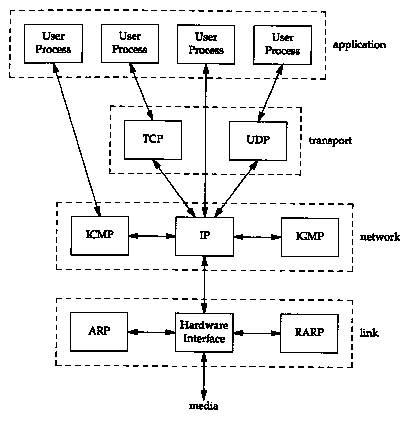 User
Process
User
Process
User
Process
User
Process
application
TCP
UDP
transport
ICMP
IP
IGMP
network
ARP
Hardware
Interface
RARP
link
media